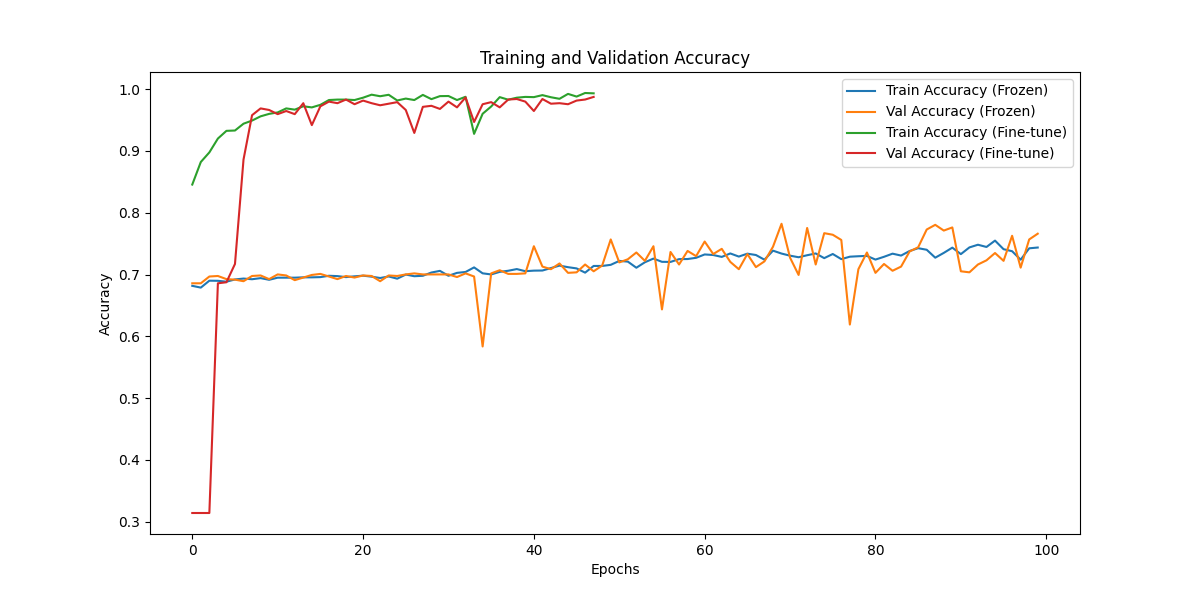 Training and Validation Accuracy
Train Accuracy (Frozen)
Val Accuracy (Frozen)
Train Accuracy (Fine-tune)
Val Accuracy (Fine-tune)
Accuracy
1.0
0.9
0.8
0.7
0.6
0.5
0.4
0.3
0 20 40 60 80 100
Epochs